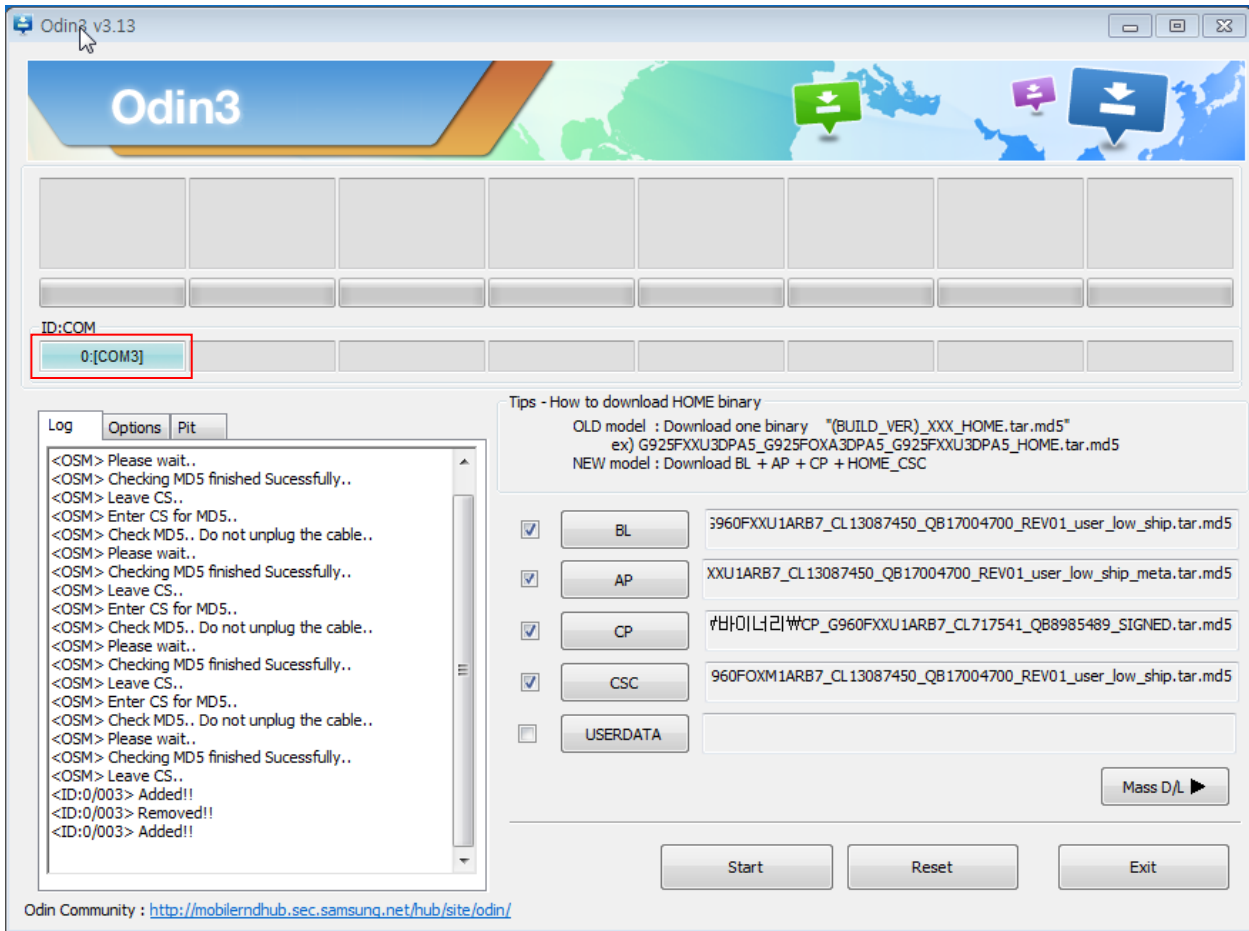 Odin3 v3.13
Odin3
ID:COM
0:[COM3]
Log
Options
Pit
<OSM> Please wait..
<OSM> Checking MD5 finished Sucessfully..
<OSM> Leave CS..
<OSM> Enter CS for MD5..
<OSM> Check MD5.. Do not unplug the cable..
<OSM> Please wait..
<OSM> Checking MD5 finished Sucessfully..
<OSM> Leave CS..
<OSM> Enter CS for MD5..
<OSM> Check MD5.. Do not unplug the cable..
<OSM> Please wait..
<OSM> Checking MD5 finished Sucessfully..
<OSM> Leave CS..
<OSM> Enter CS for MD5..
<OSM> Check MD5.. Do not unplug the cable..
<OSM> Please wait..
<OSM> Checking MD5 finished Sucessfully..
<OSM> Leave CS..
<ID:0/003> Added!!
<ID:0/003> Removed!!
<ID:0/003> Added!!
Tips - How to download HOME binary
OLD model : Download one binary "(BUILD_VER)_XXX_HOME.tar.md5"
ex) G925FXXU3DPA5_G925FOXA3DPA5_G925FXXU3DPA5_HOME.tar.md5
NEW model : Download BL + AP + CP + HOME_CSC
BL
G960FXXU1ARB7_CL13087450_QB17004700_REV01_user_low_ship.tar.md5
AP
XXU1ARB7_CL13087450_QB17004700_REV01_user_low_ship_meta.tar.md5
CP
바이너리₩CP_G960FXXU1ARB7_CL717541_QB8985489_SIGNED.tar.md5
CSC
960FOXM1ARB7_CL13087450_QB17004700_REV01_user_low_ship.tar.md5
USERDATA
Mass D/L
Start
Reset
Exit
Odin Community : http://mobilerndhub.sec.samsung.net/hub/site/odin/